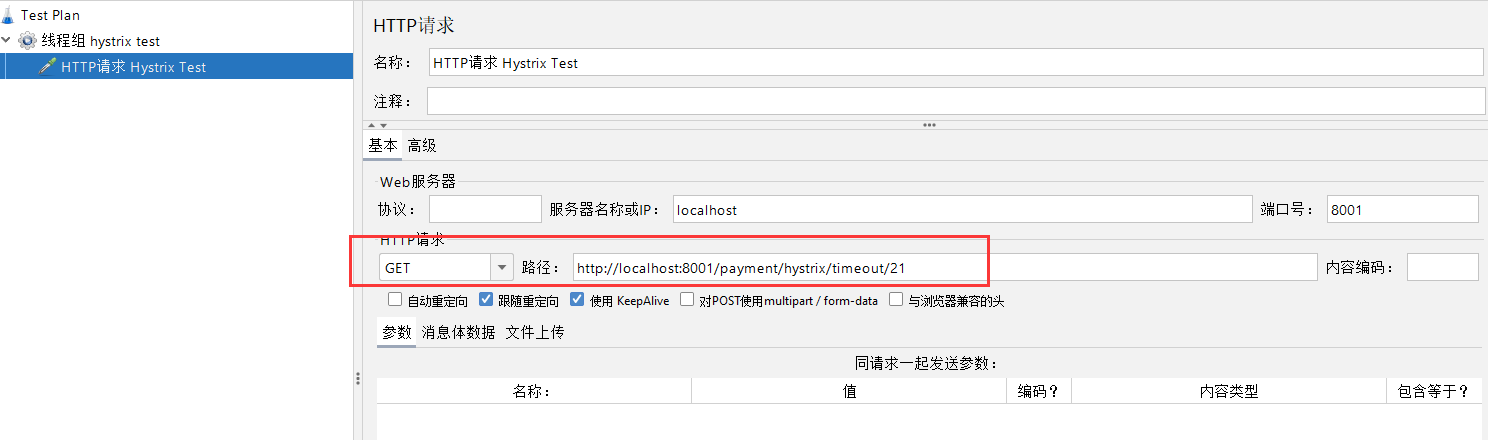 Test Plan
线程组 hystrix test
HTTP请求 Hystrix Test
HTTP请求
名称： HTTP请求 Hystrix Test
注释：
基本 高级
Web服务器
协议： 服务器名称或IP： localhost 端口号： 8001
HTTP请求
GET 路径： http://localhost:8001/payment/hystrix/timeout/21 内容编码：
自动重定向 跟随重定向 使用 KeepAlive 对POST使用multipart / form-data 与浏览器兼容的头
参数 消息体数据 文件上传
同请求一起发送参数：
名称： 值 编码？ 内容类型 包含等于？